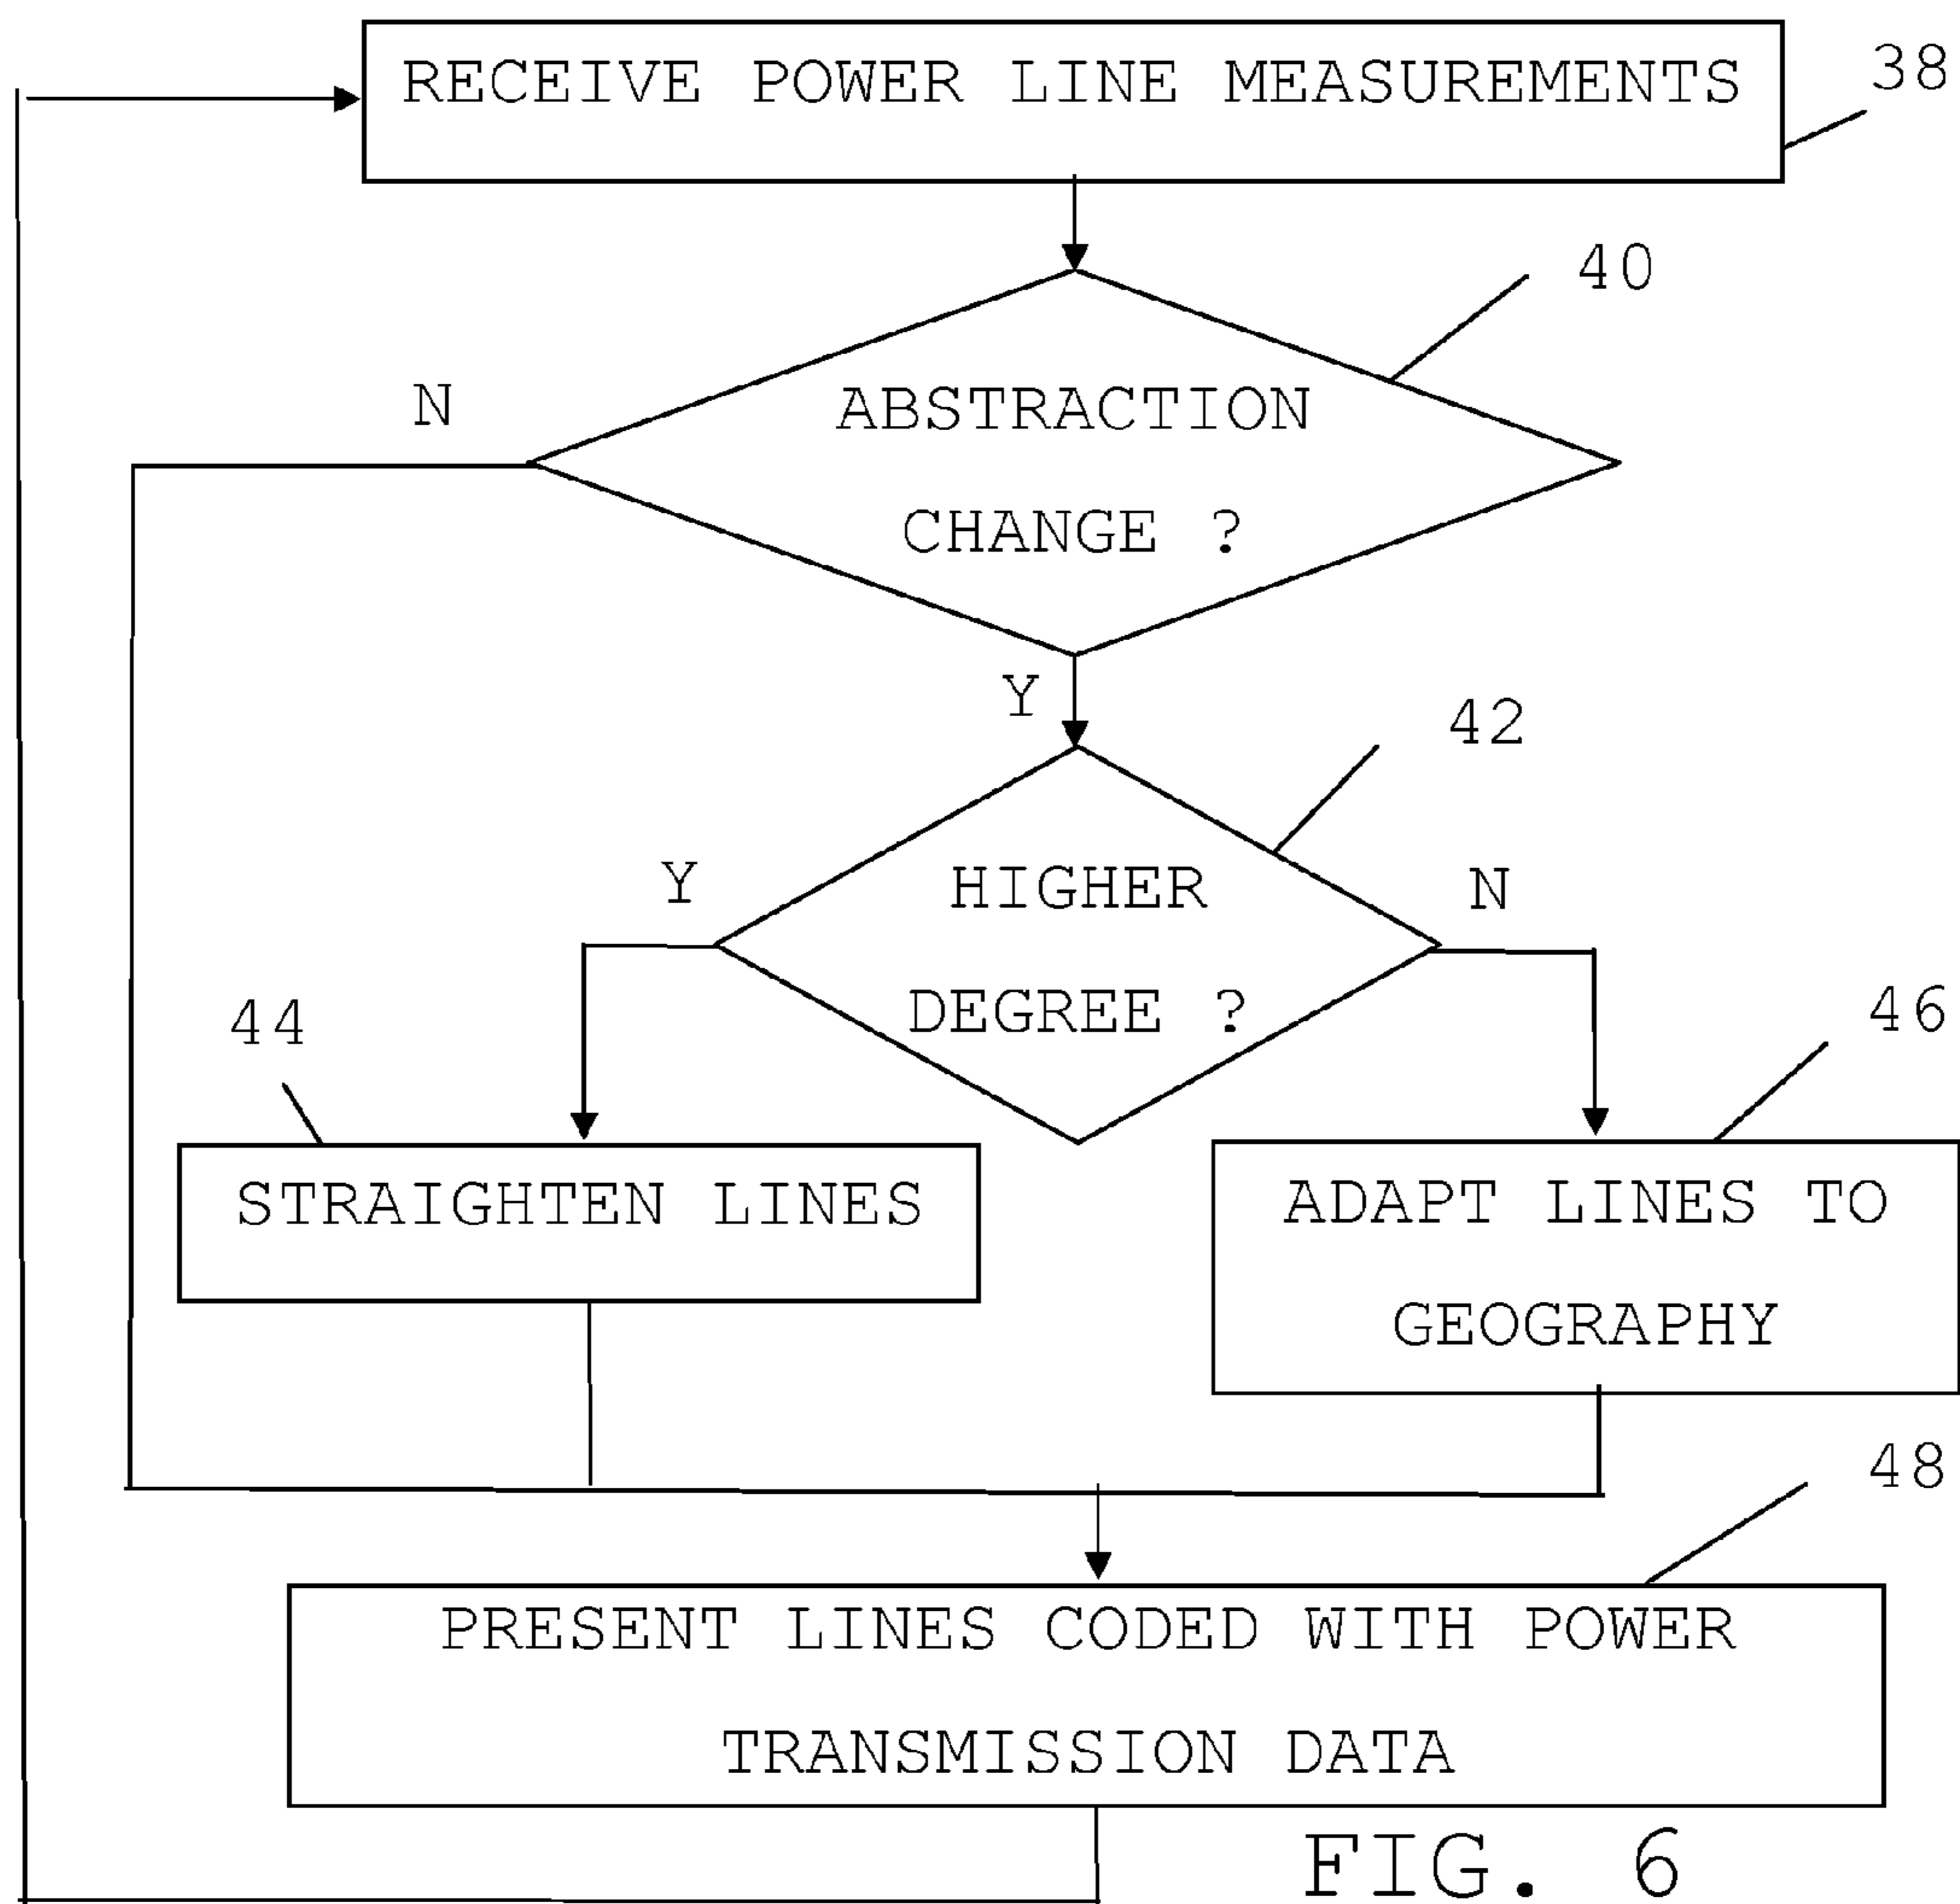 RECEIVE POWER LINE MEASUREMENTS
38
40
N
ABSTRACTION
CHANGE ?
Y
42
Y
HIGHER
N
DEGREE ?
44
46
STRAIGHTEN LINES
ADAPT LINES TO
GEOGRAPHY
48
PRESENT LINES CODED WITH POWER
TRANSMISSION DATA
FIG. 6